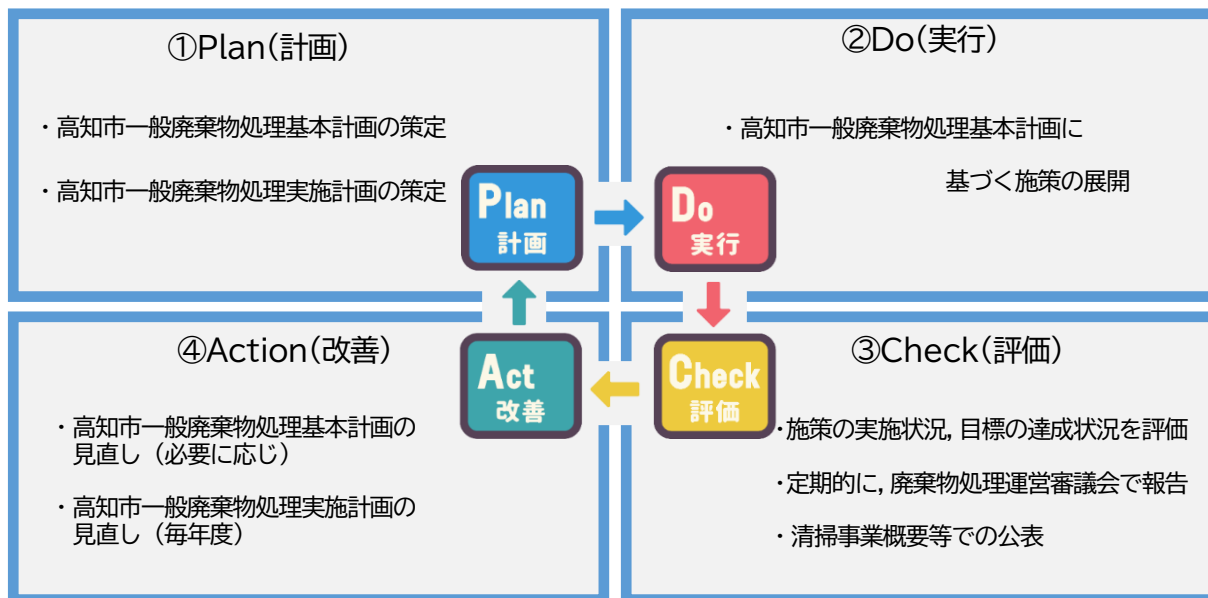 ①Plan(計画)
・高知市一般廃棄物処理基本計画の策定
・高知市一般廃棄物処理実施計画の策定
Plan
計画
②Do(実行)
・高知市一般廃棄物処理基本計画に
基づく施策の展開
Do
実行
③Check(評価)
Check
評価
・施策の実施状況, 目標の達成状況を評価
・定期的に, 廃棄物処理運営審議会で報告
・清掃事業概要等での公表
④Action(改善)
Act
改善
・高知市一般廃棄物処理基本計画の
見直し（必要に応じ）
・高知市一般廃棄物処理実施計画の
見直し（毎年度）